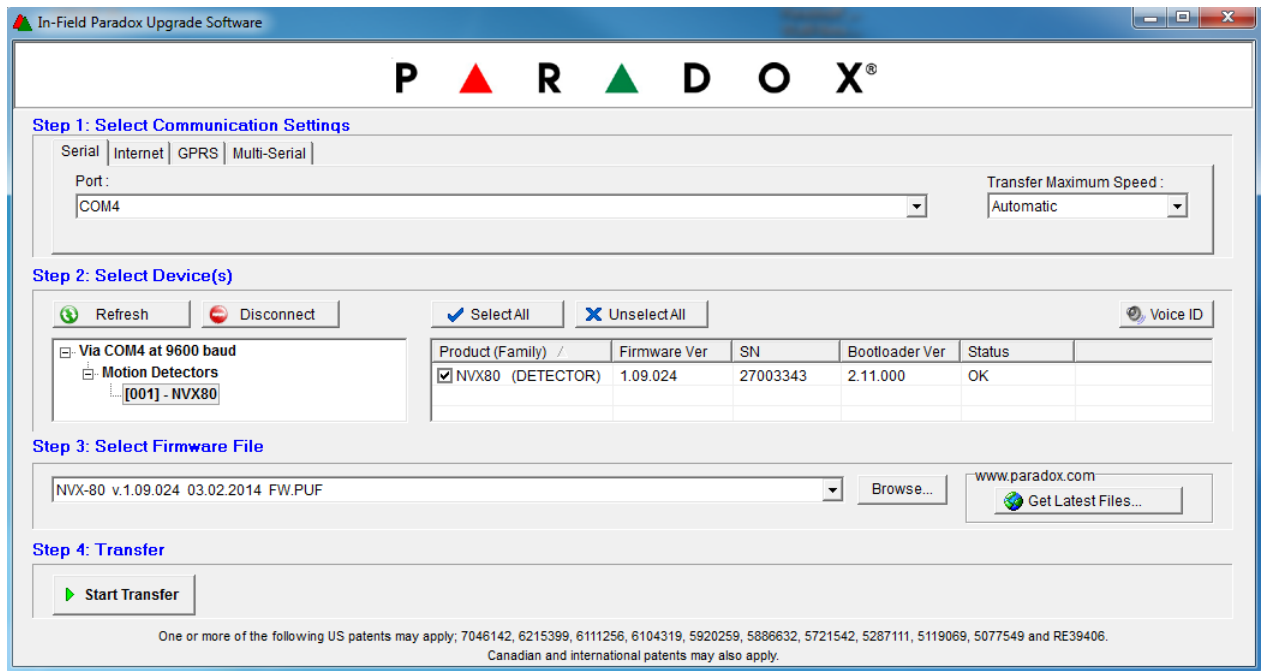 In-Field Paradox Upgrade Software
PARADOX®
Step 1: Select Communication Settings
Serial Internet GPRS Multi-Serial
Port : Transfer Maximum Speed :
COM4 Automatic
Step 2: Select Device(s)
Refresh Disconnect Select All Unselect All Voice ID
Via COM4 at 9600 baud
Motion Detectors
[001] - NVX80
Product (Family) Firmware Ver SN Bootloader Ver Status
NVX80 (DETECTOR) 1.09.024 27003343 2.11.000 OK
Step 3: Select Firmware File
www.paradox.com
NVX-80 v.1.09.024 03.02.2014 FW.PUF Browse... Get Latest Files...
Step 4: Transfer
Start Transfer
One or more of the following US patents may apply; 7046142, 6215399, 6111256, 6104319, 5920259, 5886632, 5721542, 5287111, 5119069, 5077549 and RE39406.
Canadian and international patents may also apply.